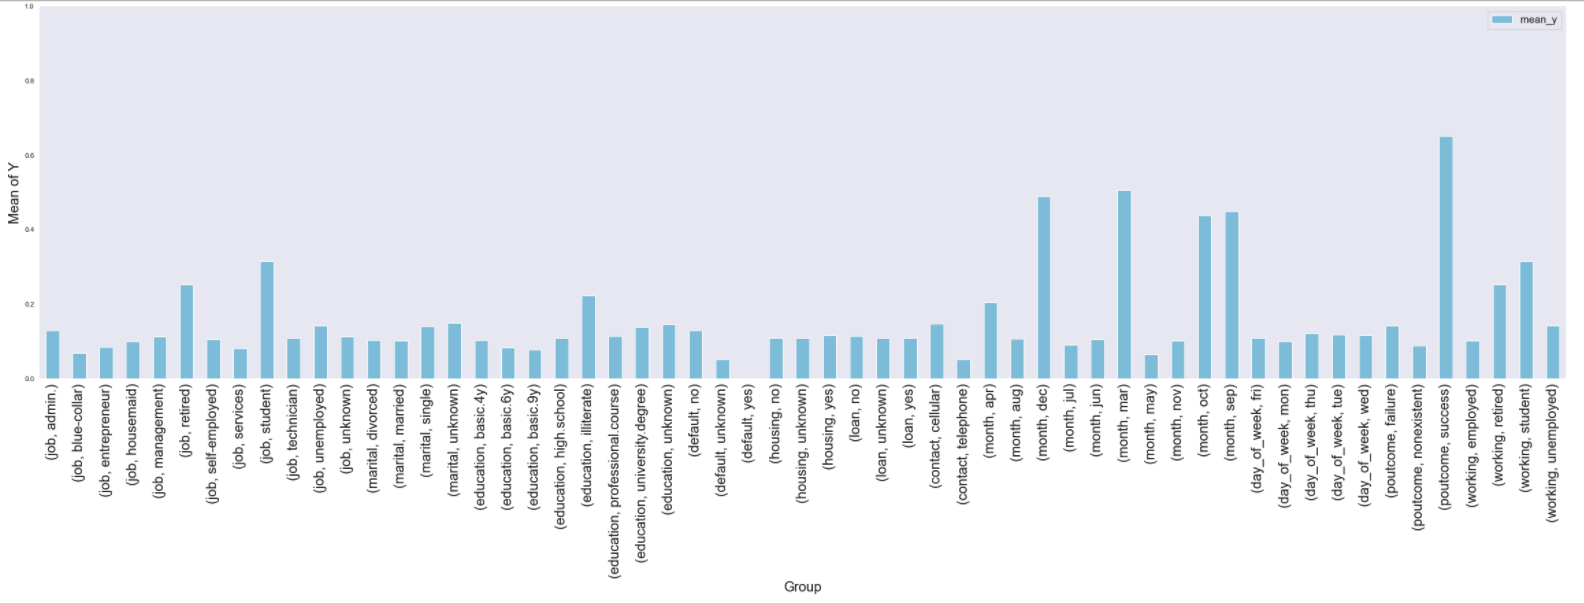 1.0
mean_y
0.8
0.6
0.4
0.2
0.0
Mean of Y
(job, admin.)
(job, blue-collar)
(job, entrepreneur)
(job, housemaid)
(job, management)
(job, retired)
(job, self-employed)
(job, services)
(job, student)
(job, technician)
(job, unemployed)
(job, unknown)
(marital, divorced)
(marital, married)
(marital, single)
(marital, unknown)
(education, basic.4y)
(education, basic.6y)
(education, basic.9y)
(education, high.school)
(education, illiterate)
(education, professional.course)
(education, university.degree)
(education, unknown)
(default, no)
(default, unknown)
(default, yes)
(housing, no)
(housing, unknown)
(housing, yes)
(loan, no)
(loan, unknown)
(loan, yes)
(contact, cellular)
(contact, telephone)
(month, apr)
(month, aug)
(month, dec)
(month, jul)
(month, jun)
(month, mar)
(month, may)
(month, nov)
(month, oct)
(month, sep)
(day_of_week, fri)
(day_of_week, mon)
(day_of_week, thu)
(day_of_week, tue)
(day_of_week, wed)
(poutcome, failure)
(poutcome, nonexistent)
(poutcome, success)
(working, employed)
(working, retired)
(working, student)
(working, unemployed)
Group